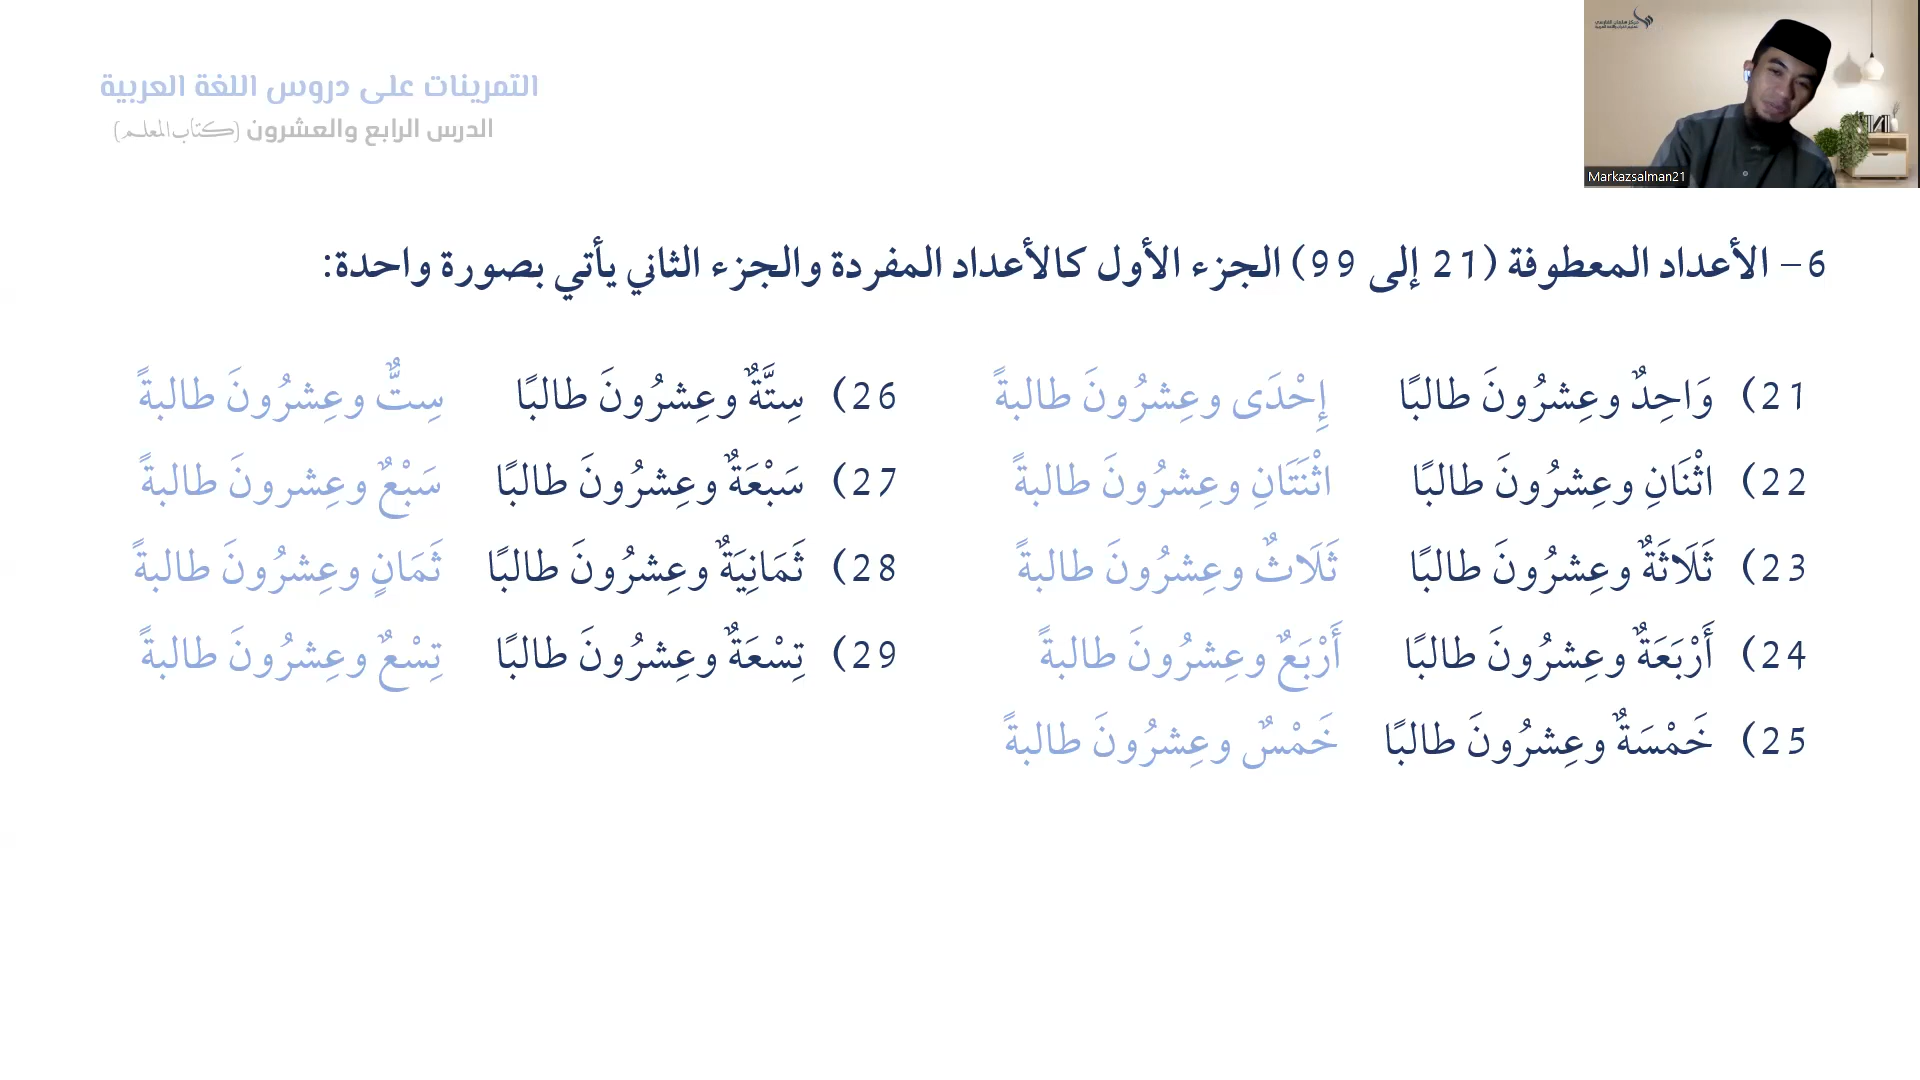 التمرينات على دروس اللغة العربية
الدرس الرابع والعشرون (كتاب المعلم)
Markazsalman21
6- الأعداد المعطوفة (21 إلى 99) الجزء الأول كالأعداد المفردة والجزء الثاني يأتي بصورة واحدة:
21) وَاحِدٌ وعِشرُونَ طالبًا إِحْدَى وعِشرُونَ طالبةً
22) اثْنَانِ وعِشرُونَ طالبًا اثْنَتَانِ وعِشرُونَ طالبةً
23) ثَلَاثَةٌ وعِشرُونَ طالبًا ثَلَاثٌ وعِشرُونَ طالبةً
24) أَرْبَعَةٌ وعِشرُونَ طالبًا أَرْبَعٌ وعِشرُونَ طالبةً
25) خَمْسَةٌ وعِشرُونَ طالبًا خَمْسٌ وعِشرُونَ طالبةً
26) سِتَّةٌ وعِشرُونَ طالبًا سِتٌّ وعِشرُونَ طالبةً
27) سَبْعَةٌ وعِشرُونَ طالبًا سَبْعٌ وعِشرونَ طالبةً
28) ثَمَانِيَةٌ وعِشرُونَ طالبًا ثَمَانٍ وعِشرُونَ طالبةً
29) تِسْعَةٌ وعِشرُونَ طالبًا تِسْعٌ وعِشرُونَ طالبةً